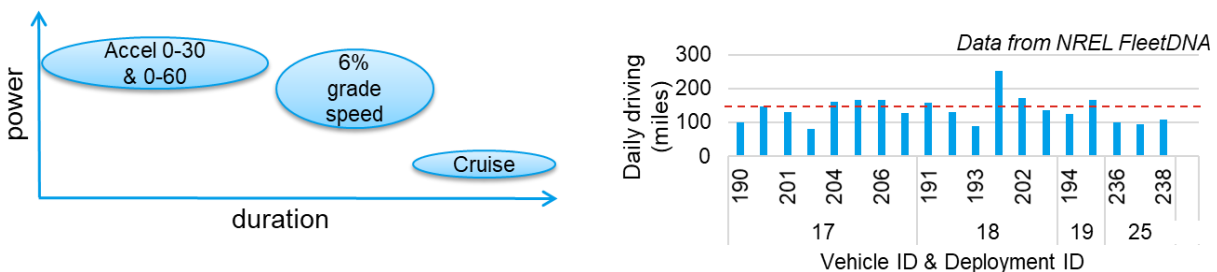 Accel 0-30
& 0-60
6%
grade
speed
Cruise
power
duration
Data from NREL FleetDNA
Daily driving
(miles)
300
200
100
0
190
201
204
206
191
193
202
194
236
238
17
18
19
25
Vehicle ID & Deployment ID